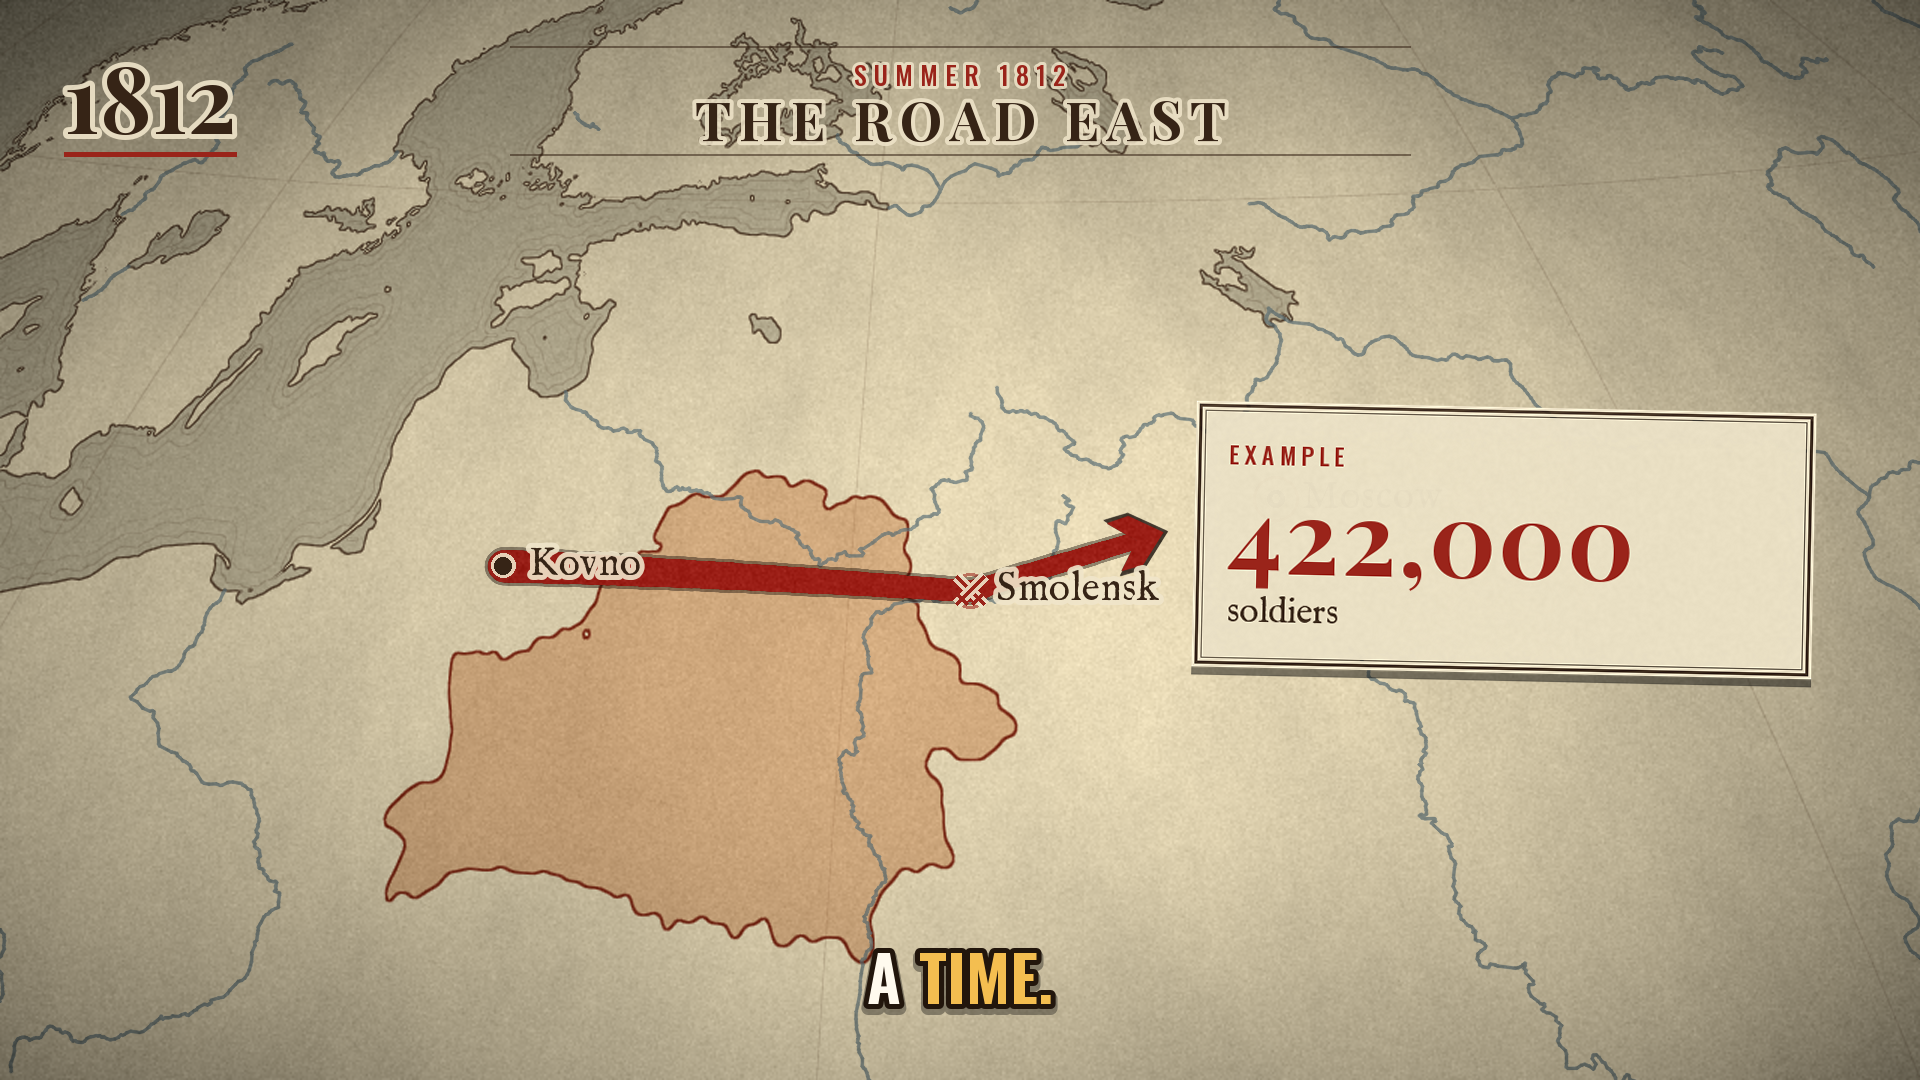 1812
SUMMER 1812
THE ROAD EAST
Kovno
Smolensk
EXAMPLE
422,000
soldiers
A TIME.